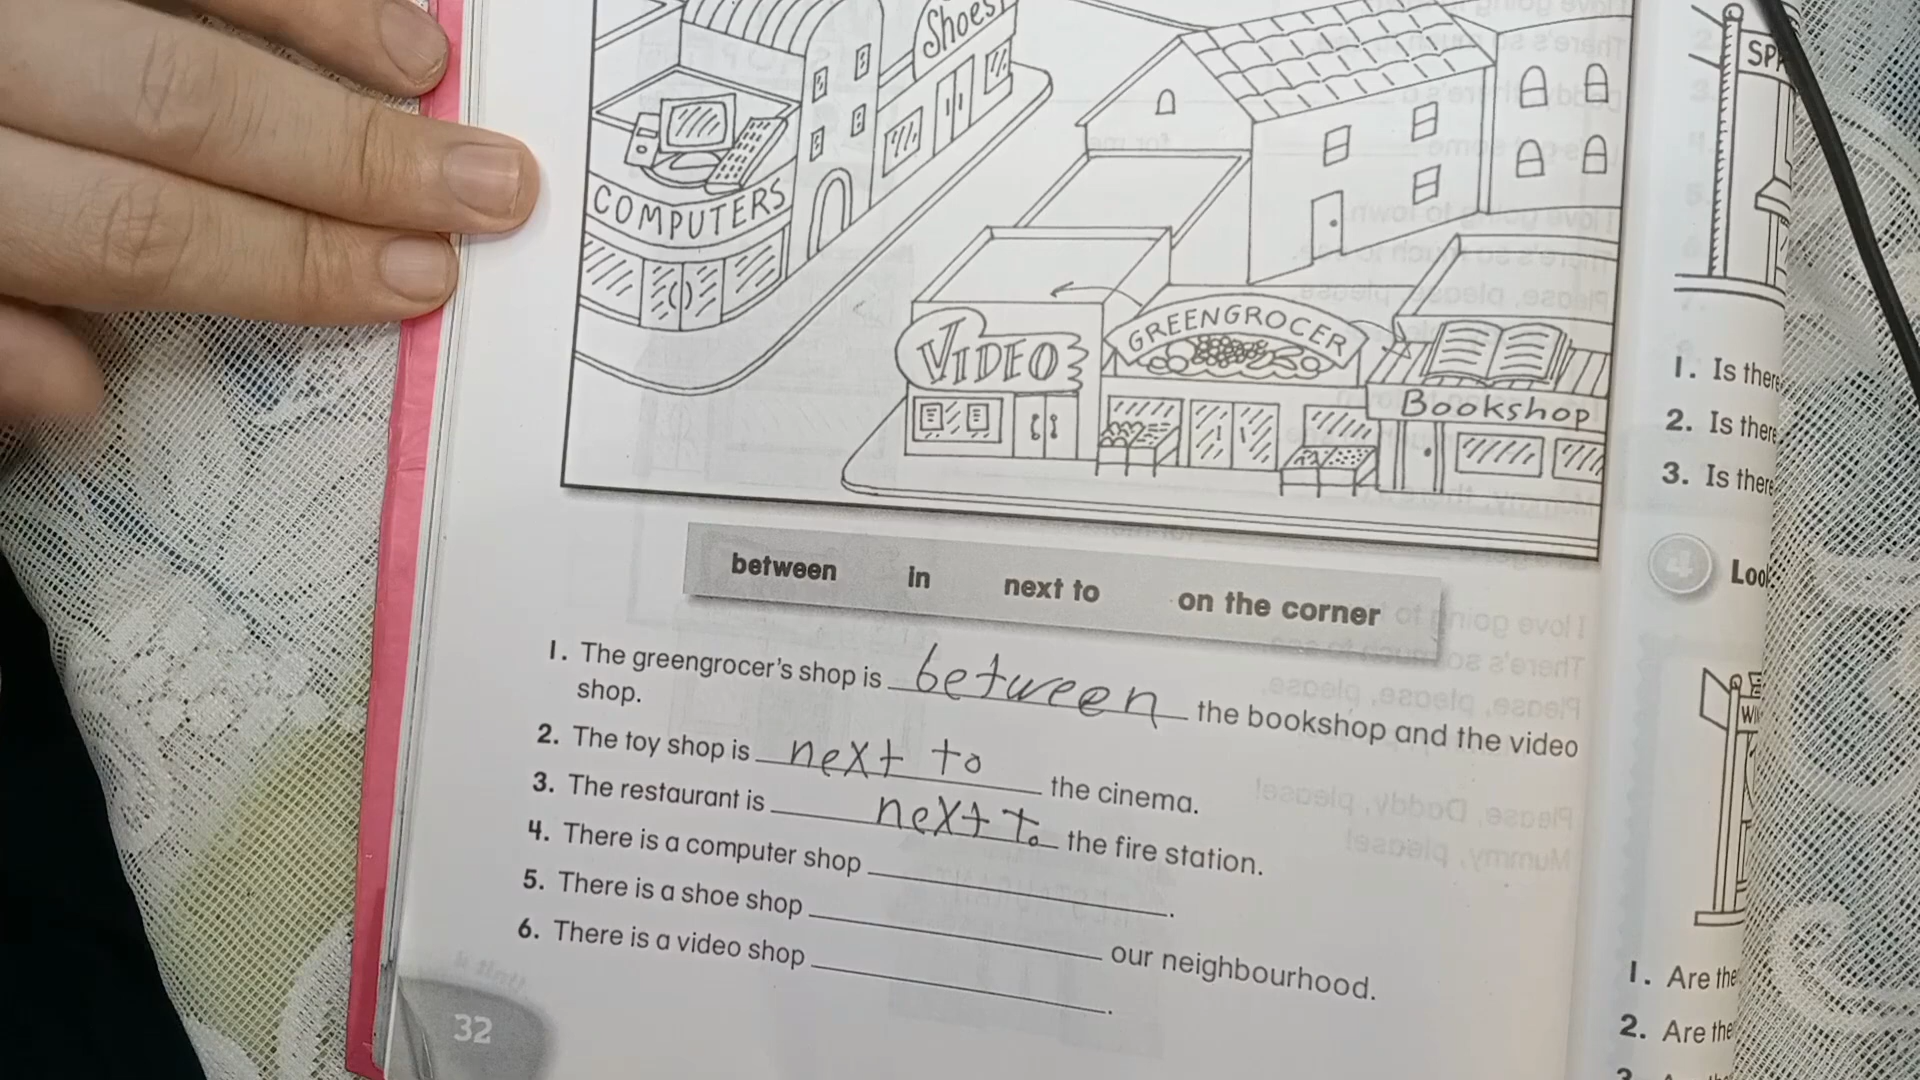 Shoes
SP
COMPUTERS
VIDEO
GREENGROCER
Bookshop
between in next to on the corner
1. The greengrocer's shop is between the bookshop and the video
shop.
2. The toy shop is next to the cinema.
3. The restaurant is next to the fire station.
4. There is a computer shop .
5. There is a shoe shop our neighbourhood.
6. There is a video shop .
32
1. Is there
2. Is there
3. Is there
4 Look
WI
1. Are the
2. Are the